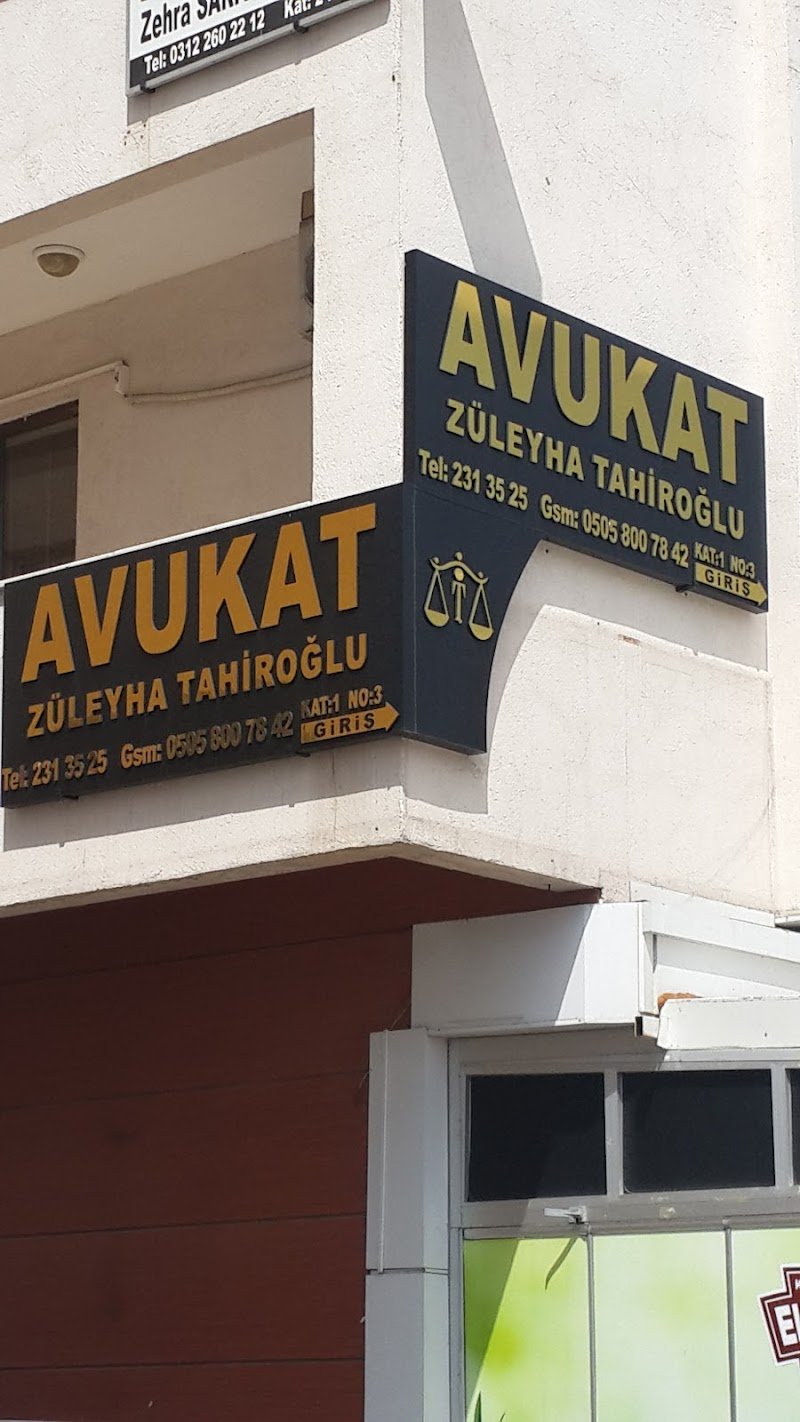 Zehra
Tel: 0312 260 22 12 Kat:
AVUKAT
ZÜLEYHA TAHİROĞLU
Tel: 231 35 25 Gsm: 0505 800 78 42 KAT:1 NO:3
GİRİŞ
AVUKAT
ZÜLEYHA TAHİROĞLU
Tel: 231 35 25 Gsm: 0505 800 78 42 KAT:1 NO:3
GİRİŞ